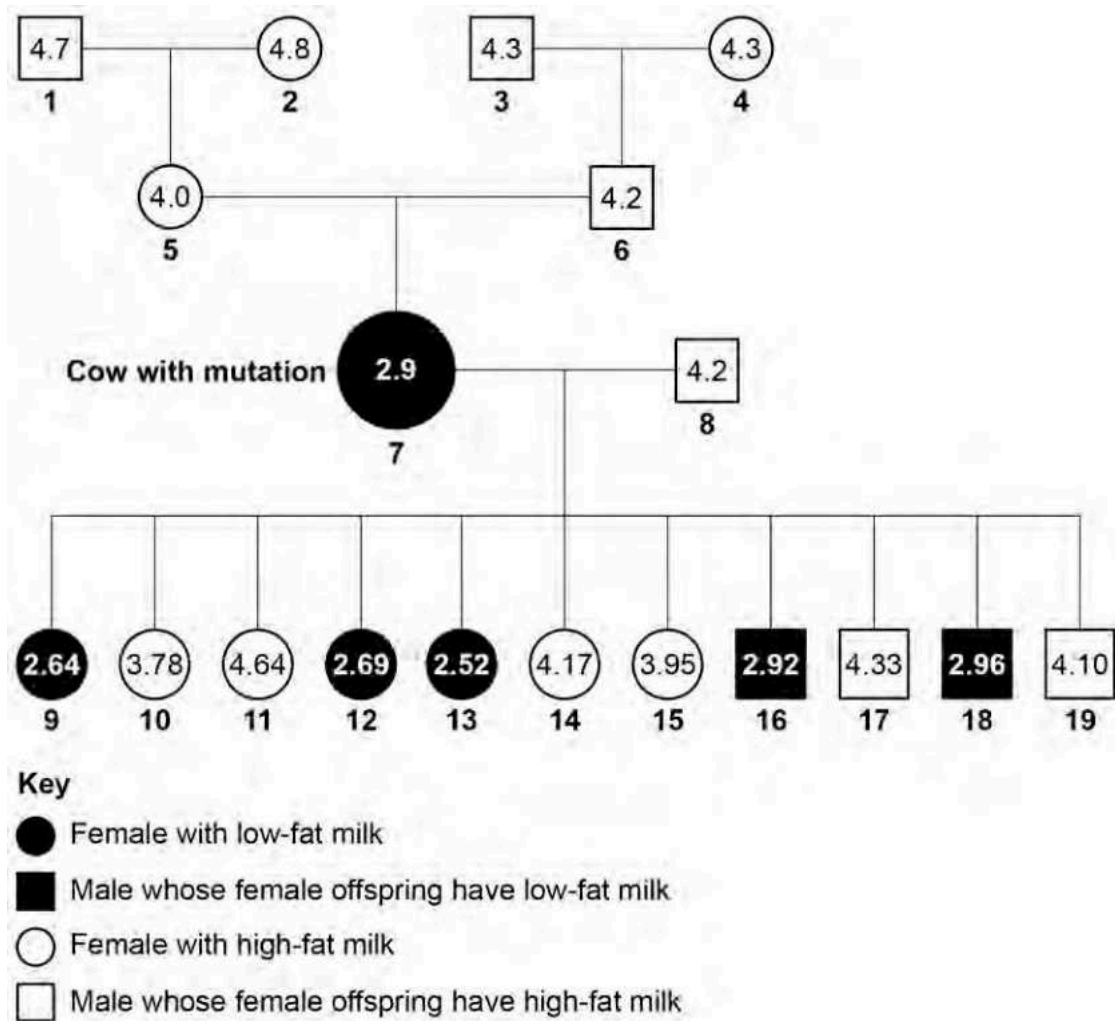 4.7 4.8 4.3 4.3
1 2 3 4
4.0 4.2
5 6
Cow with mutation 2.9 4.2
7 8
2.64 3.78 4.64 2.69 2.52 4.17 3.95 2.92 4.33 2.96 4.10
9 10 11 12 13 14 15 16 17 18 19
Key
Female with low-fat milk
Male whose female offspring have low-fat milk
Female with high-fat milk
Male whose female offspring have high-fat milk